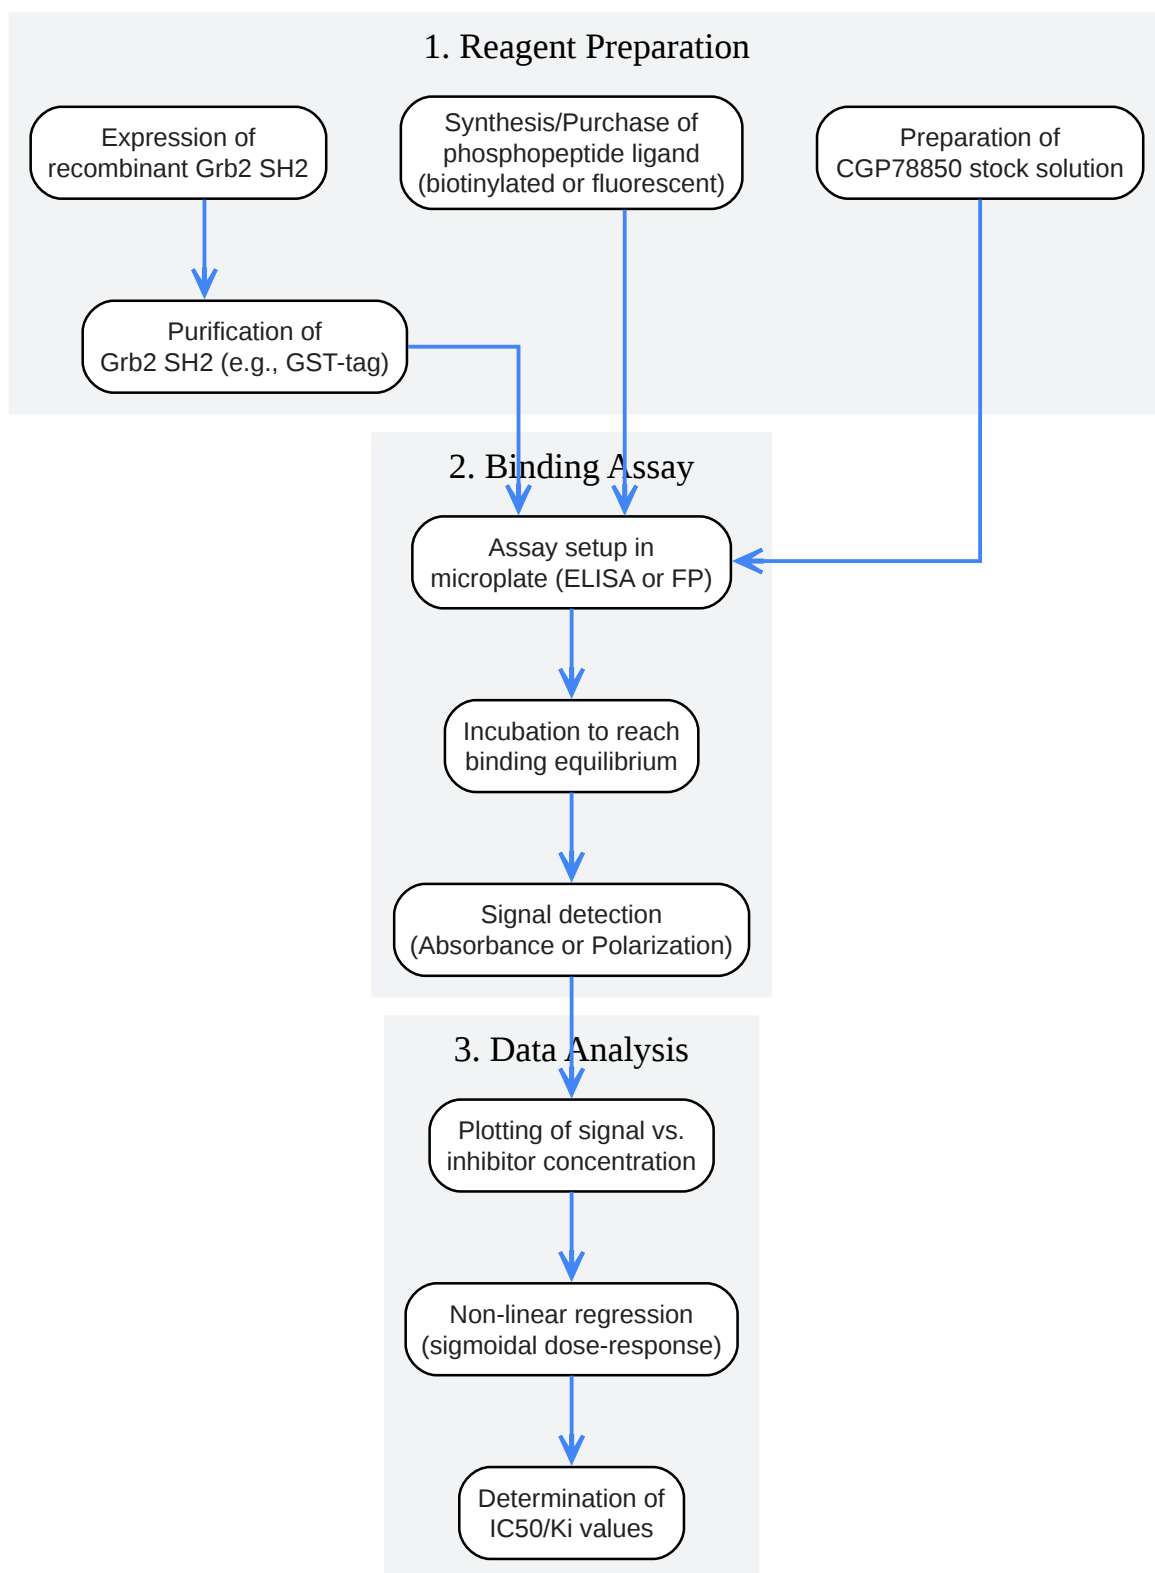 1. Reagent Preparation
Expression of
recombinant Grb2 SH2
Synthesis/Purchase of
phosphopeptide ligand
(biotinylated or fluorescent)
Preparation of
CGP78850 stock solution
Purification of
Grb2 SH2 (e.g., GST-tag)
2. Binding Assay
Assay setup in
microplate (ELISA or FP)
Incubation to reach
binding equilibrium
Signal detection
(Absorbance or Polarization)
3. Data Analysis
Plotting of signal vs.
inhibitor concentration
Non-linear regression
(sigmoidal dose-response)
Determination of
IC50/Ki values